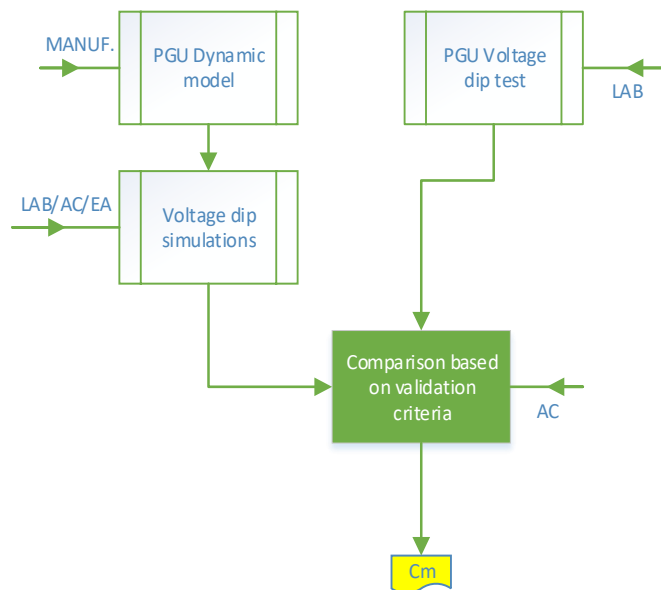 MANUF.
PGU Dynamic
model
PGU Voltage
dip test
LAB
LAB/AC/EA
Voltage dip
simulations
Comparison based
on validation
criteria
AC
Cm